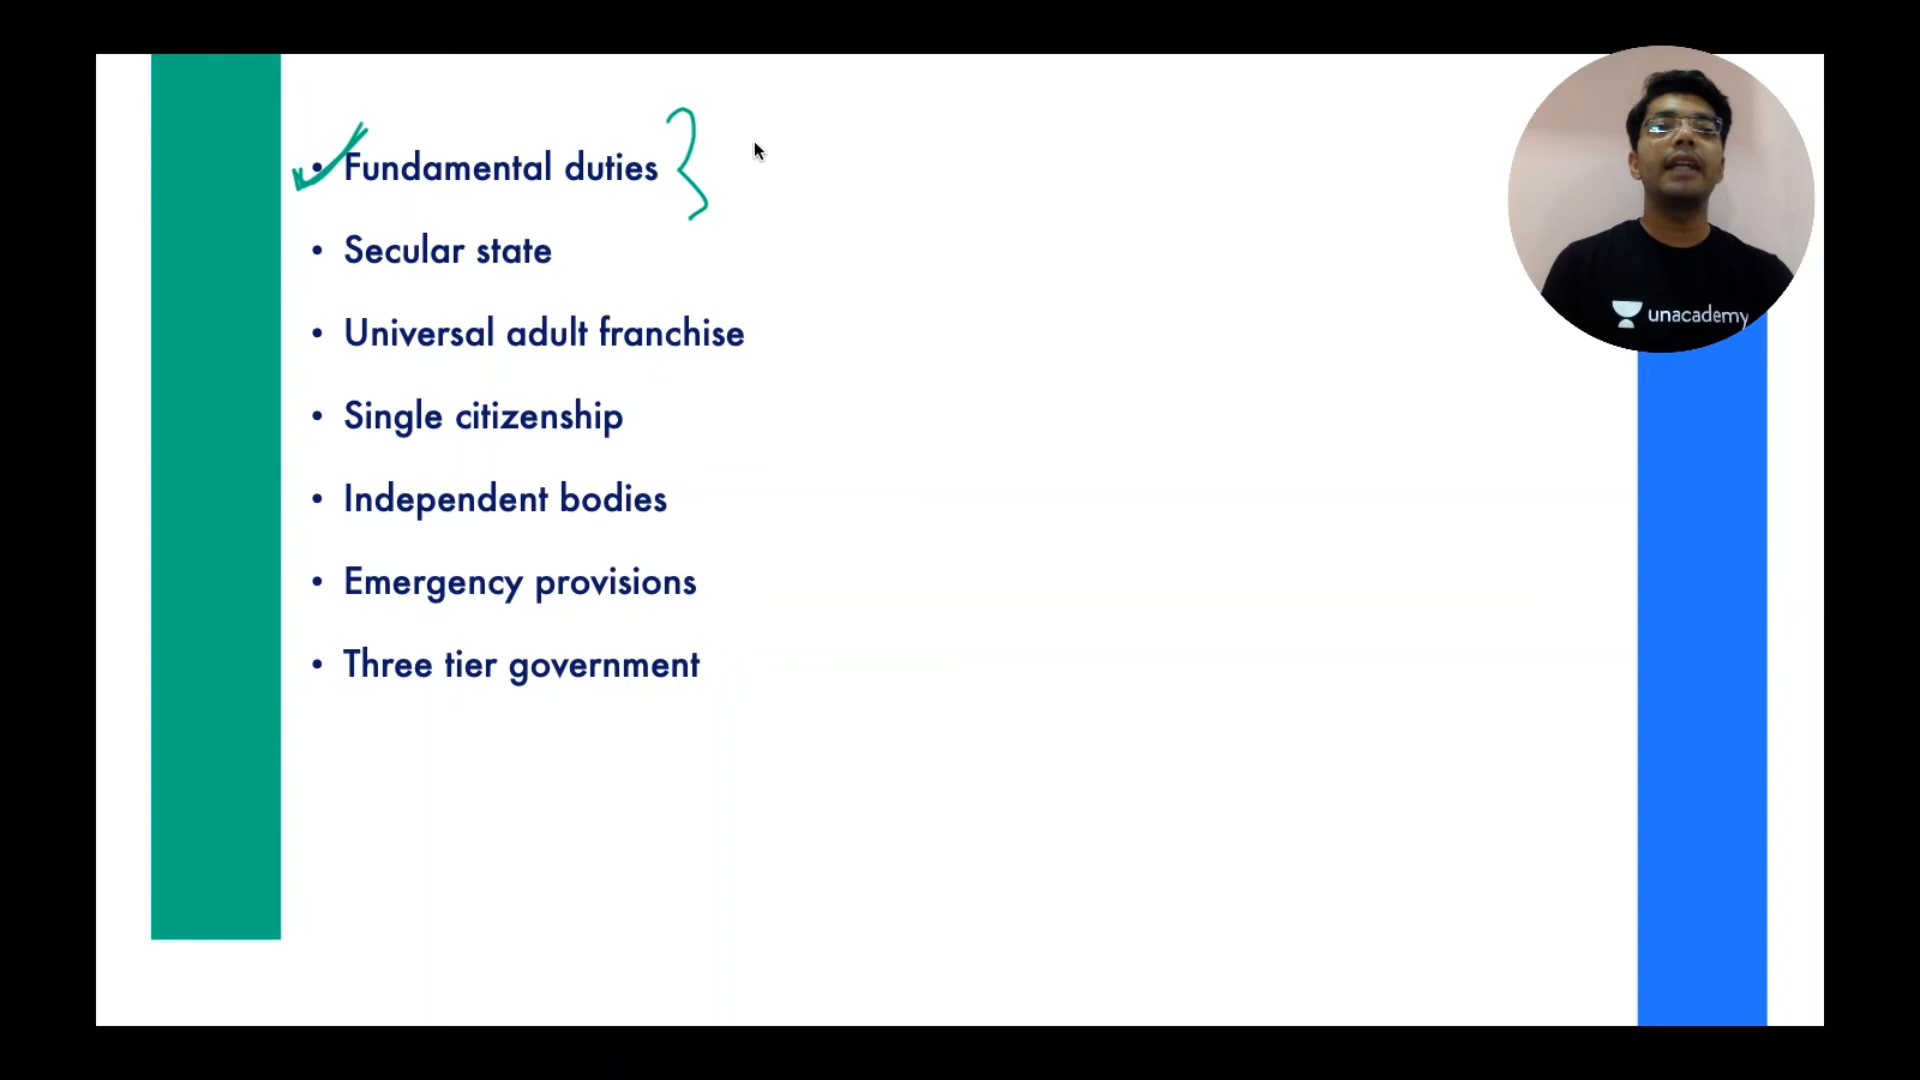 • Fundamental duties
• Secular state
• Universal adult franchise
• Single citizenship
• Independent bodies
• Emergency provisions
• Three tier government
unacademy